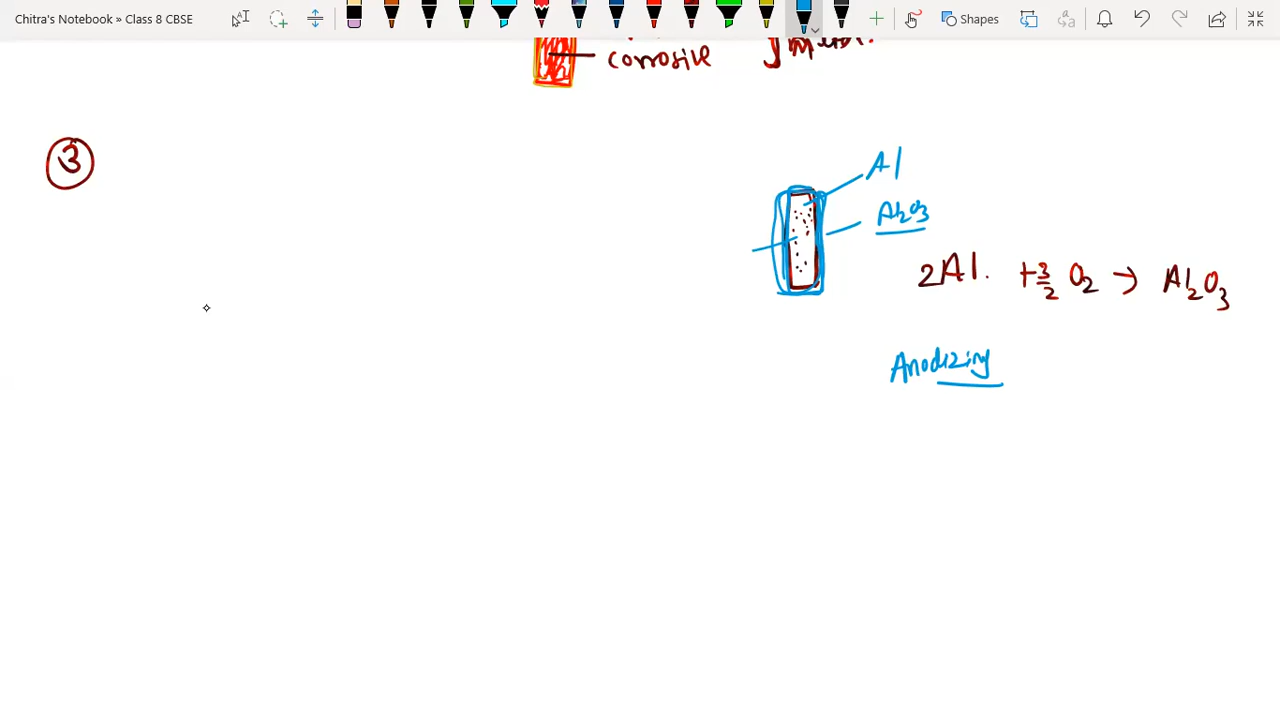 Chitra's Notebook » Class 8 CBSE
Shapes
corrosive
3
Al
Al2O3
2Al. + 3/2 O2 → Al2O3
Anodizing